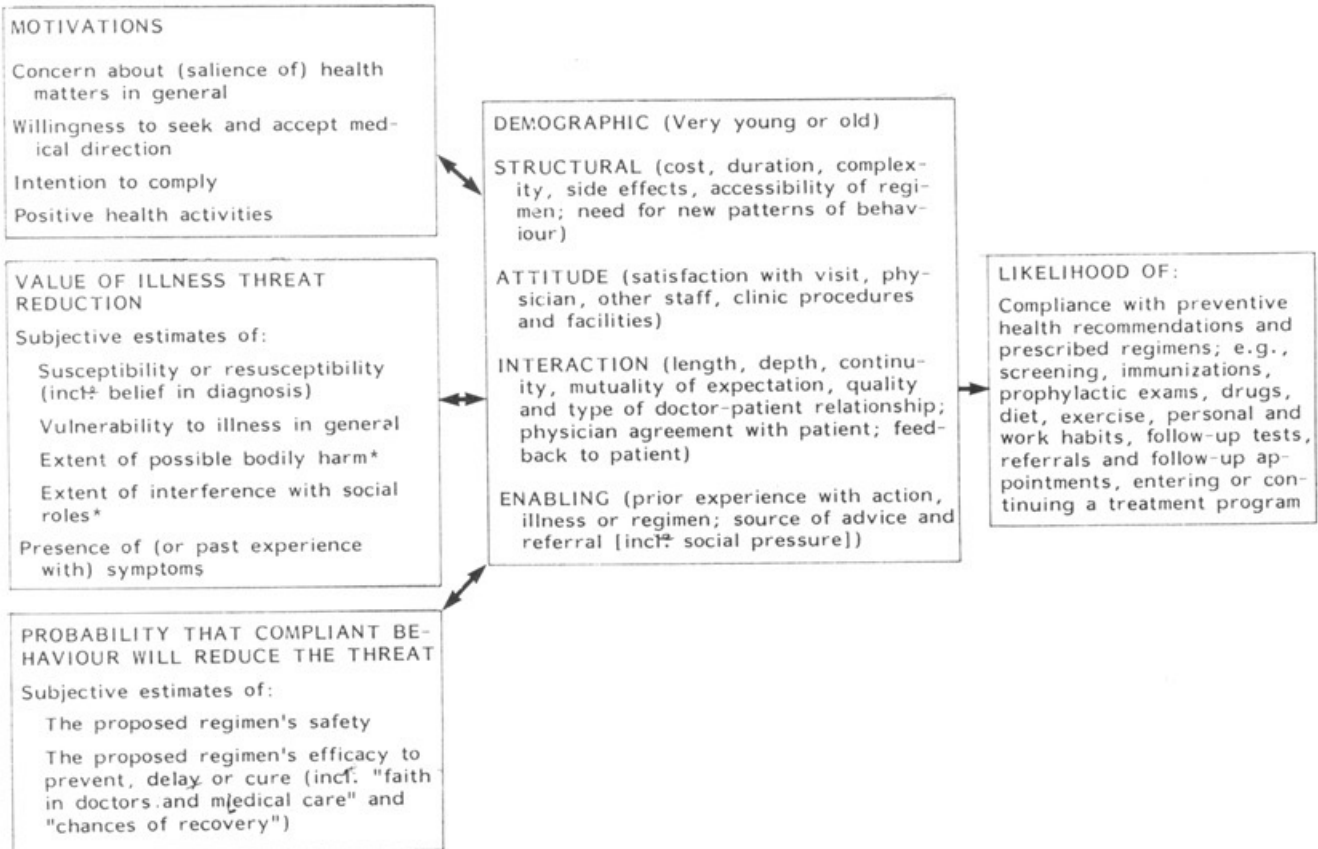 MOTIVATIONS
Concern about (salience of) health
matters in general
Willingness to seek and accept med-
ical direction
Intention to comply
Positive health activities
VALUE OF ILLNESS THREAT
REDUCTION
Subjective estimates of:
Susceptibility or resusceptibility
(incl. belief in diagnosis)
Vulnerability to illness in general
Extent of possible bodily harm*
Extent of interference with social
roles*
Presence of (or past experience
with) symptoms
PROBABILITY THAT COMPLIANT BE-
HAVIOUR WILL REDUCE THE THREAT
Subjective estimates of:
The proposed regimen's safety
The proposed regimen's efficacy to
prevent, delay or cure (incl. "faith
in doctors and medical care" and
"chances of recovery")
DEMOGRAPHIC (Very young or old)
STRUCTURAL (cost, duration, complex-
ity, side effects, accessibility of regi-
men; need for new patterns of behav-
iour)
ATTITUDE (satisfaction with visit, phy-
sician, other staff, clinic procedures
and facilities)
INTERACTION (length, depth, continu-
ity, mutuality of expectation, quality
and type of doctor-patient relationship;
physician agreement with patient; feed-
back to patient)
ENABLING (prior experience with action,
illness or regimen; source of advice and
referral [incl. social pressure])
LIKELIHOOD OF:
Compliance with preventive
health recommendations and
prescribed regimens; e.g.,
screening, immunizations,
prophylactic exams, drugs,
diet, exercise, personal and
work habits, follow-up tests,
referrals and follow-up ap-
pointments, entering or con-
tinuing a treatment program